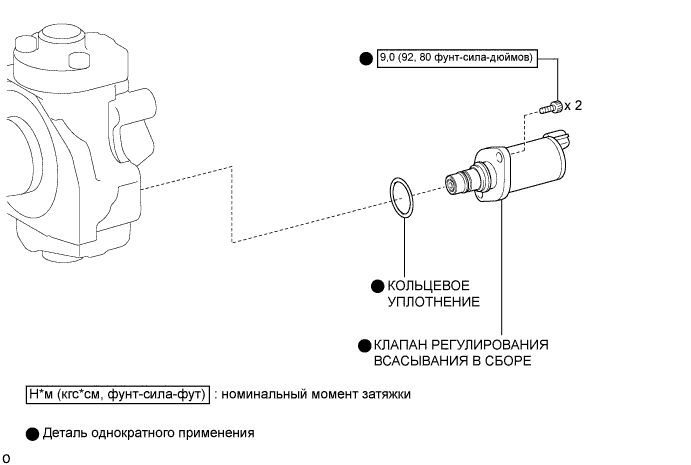 9,0 (92, 80 фунт-сила-дюймов)
x 2
КОЛЬЦЕВОЕ
УПЛОТНЕНИЕ
КЛАПАН РЕГУЛИРОВАНИЯ
ВСАСЫВАНИЯ В СБОРЕ
Н*м (кгс*см, фунт-сила-фут) : номинальный момент затяжки
Деталь однократного применения
O